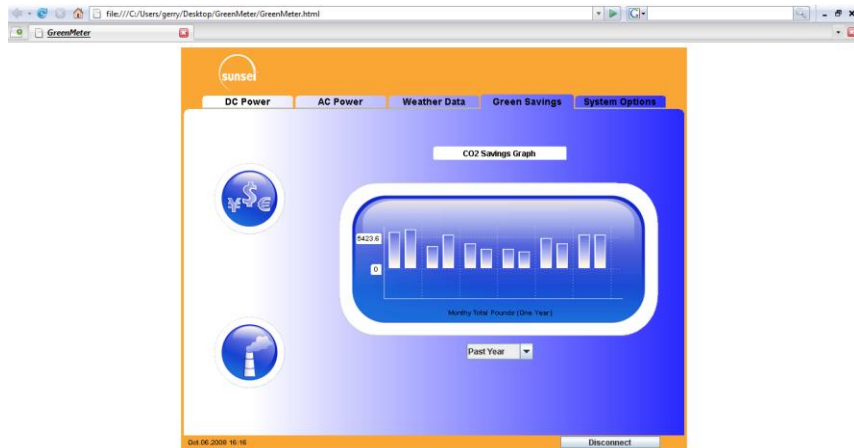 file:///C:/Users/gerry/Desktop/GreenMeter/GreenMeter.html
G
GreenMeter
sunsel
DC Power AC Power Weather Data Green Savings System Options
CO2 Savings Graph
¥ $ €
5423.6
0
Monthy Total Pounds (One Year)
Past Year
Oct 06,2008 16:16
Disconnect